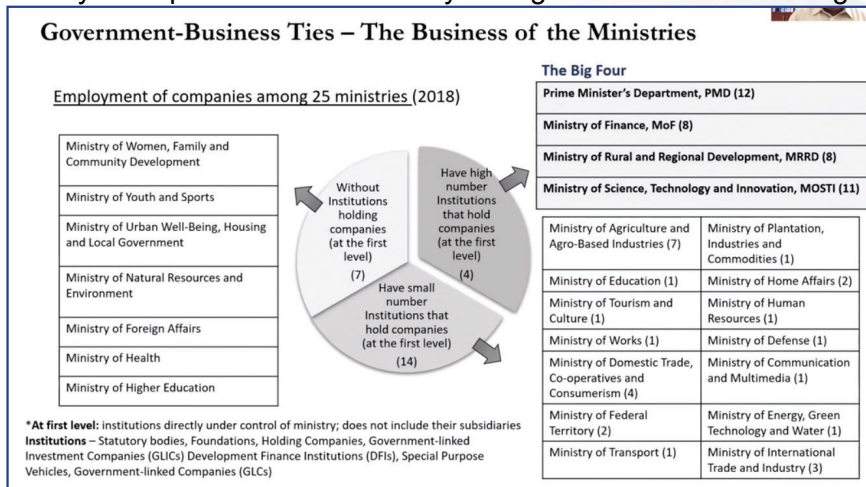 Government-Business Ties – The Business of the Ministries
Employment of companies among 25 ministries (2018)
Ministry of Women, Family and
Community Development
Ministry of Youth and Sports
Ministry of Urban Well-Being, Housing
and Local Government
Ministry of Natural Resources and
Environment
Ministry of Foreign Affairs
Ministry of Health
Ministry of Higher Education
Without
Institutions
holding
companies
(at the first
level)
(7)
Have high
number
Institutions
that hold
companies
(at the first
level)
(4)
Have small
number
Institutions that
hold companies
(at the first level)
(14)
The Big Four
Prime Minister's Department, PMD (12)
Ministry of Finance, MoF (8)
Ministry of Rural and Regional Development, MRRD (8)
Ministry of Science, Technology and Innovation, MOSTI (11)
Ministry of Agriculture and
Agro-Based Industries (7)
Ministry of Plantation,
Industries and
Commodities (1)
Ministry of Education (1)
Ministry of Home Affairs (2)
Ministry of Tourism and
Culture (1)
Ministry of Human
Resources (1)
Ministry of Works (1)
Ministry of Defense (1)
Ministry of Domestic Trade,
Co-operatives and
Consumerism (4)
Ministry of Communication
and Multimedia (1)
Ministry of Federal
Territory (2)
Ministry of Energy, Green
Technology and Water (1)
Ministry of Transport (1)
Ministry of International
Trade and Industry (3)
*At first level: institutions directly under control of ministry; does not include their subsidiaries
Institutions – Statutory bodies, Foundations, Holding Companies, Government-linked
Investment Companies (GLICs) Development Finance Institutions (DFIs), Special Purpose
Vehicles, Government-linked Companies (GLCs)